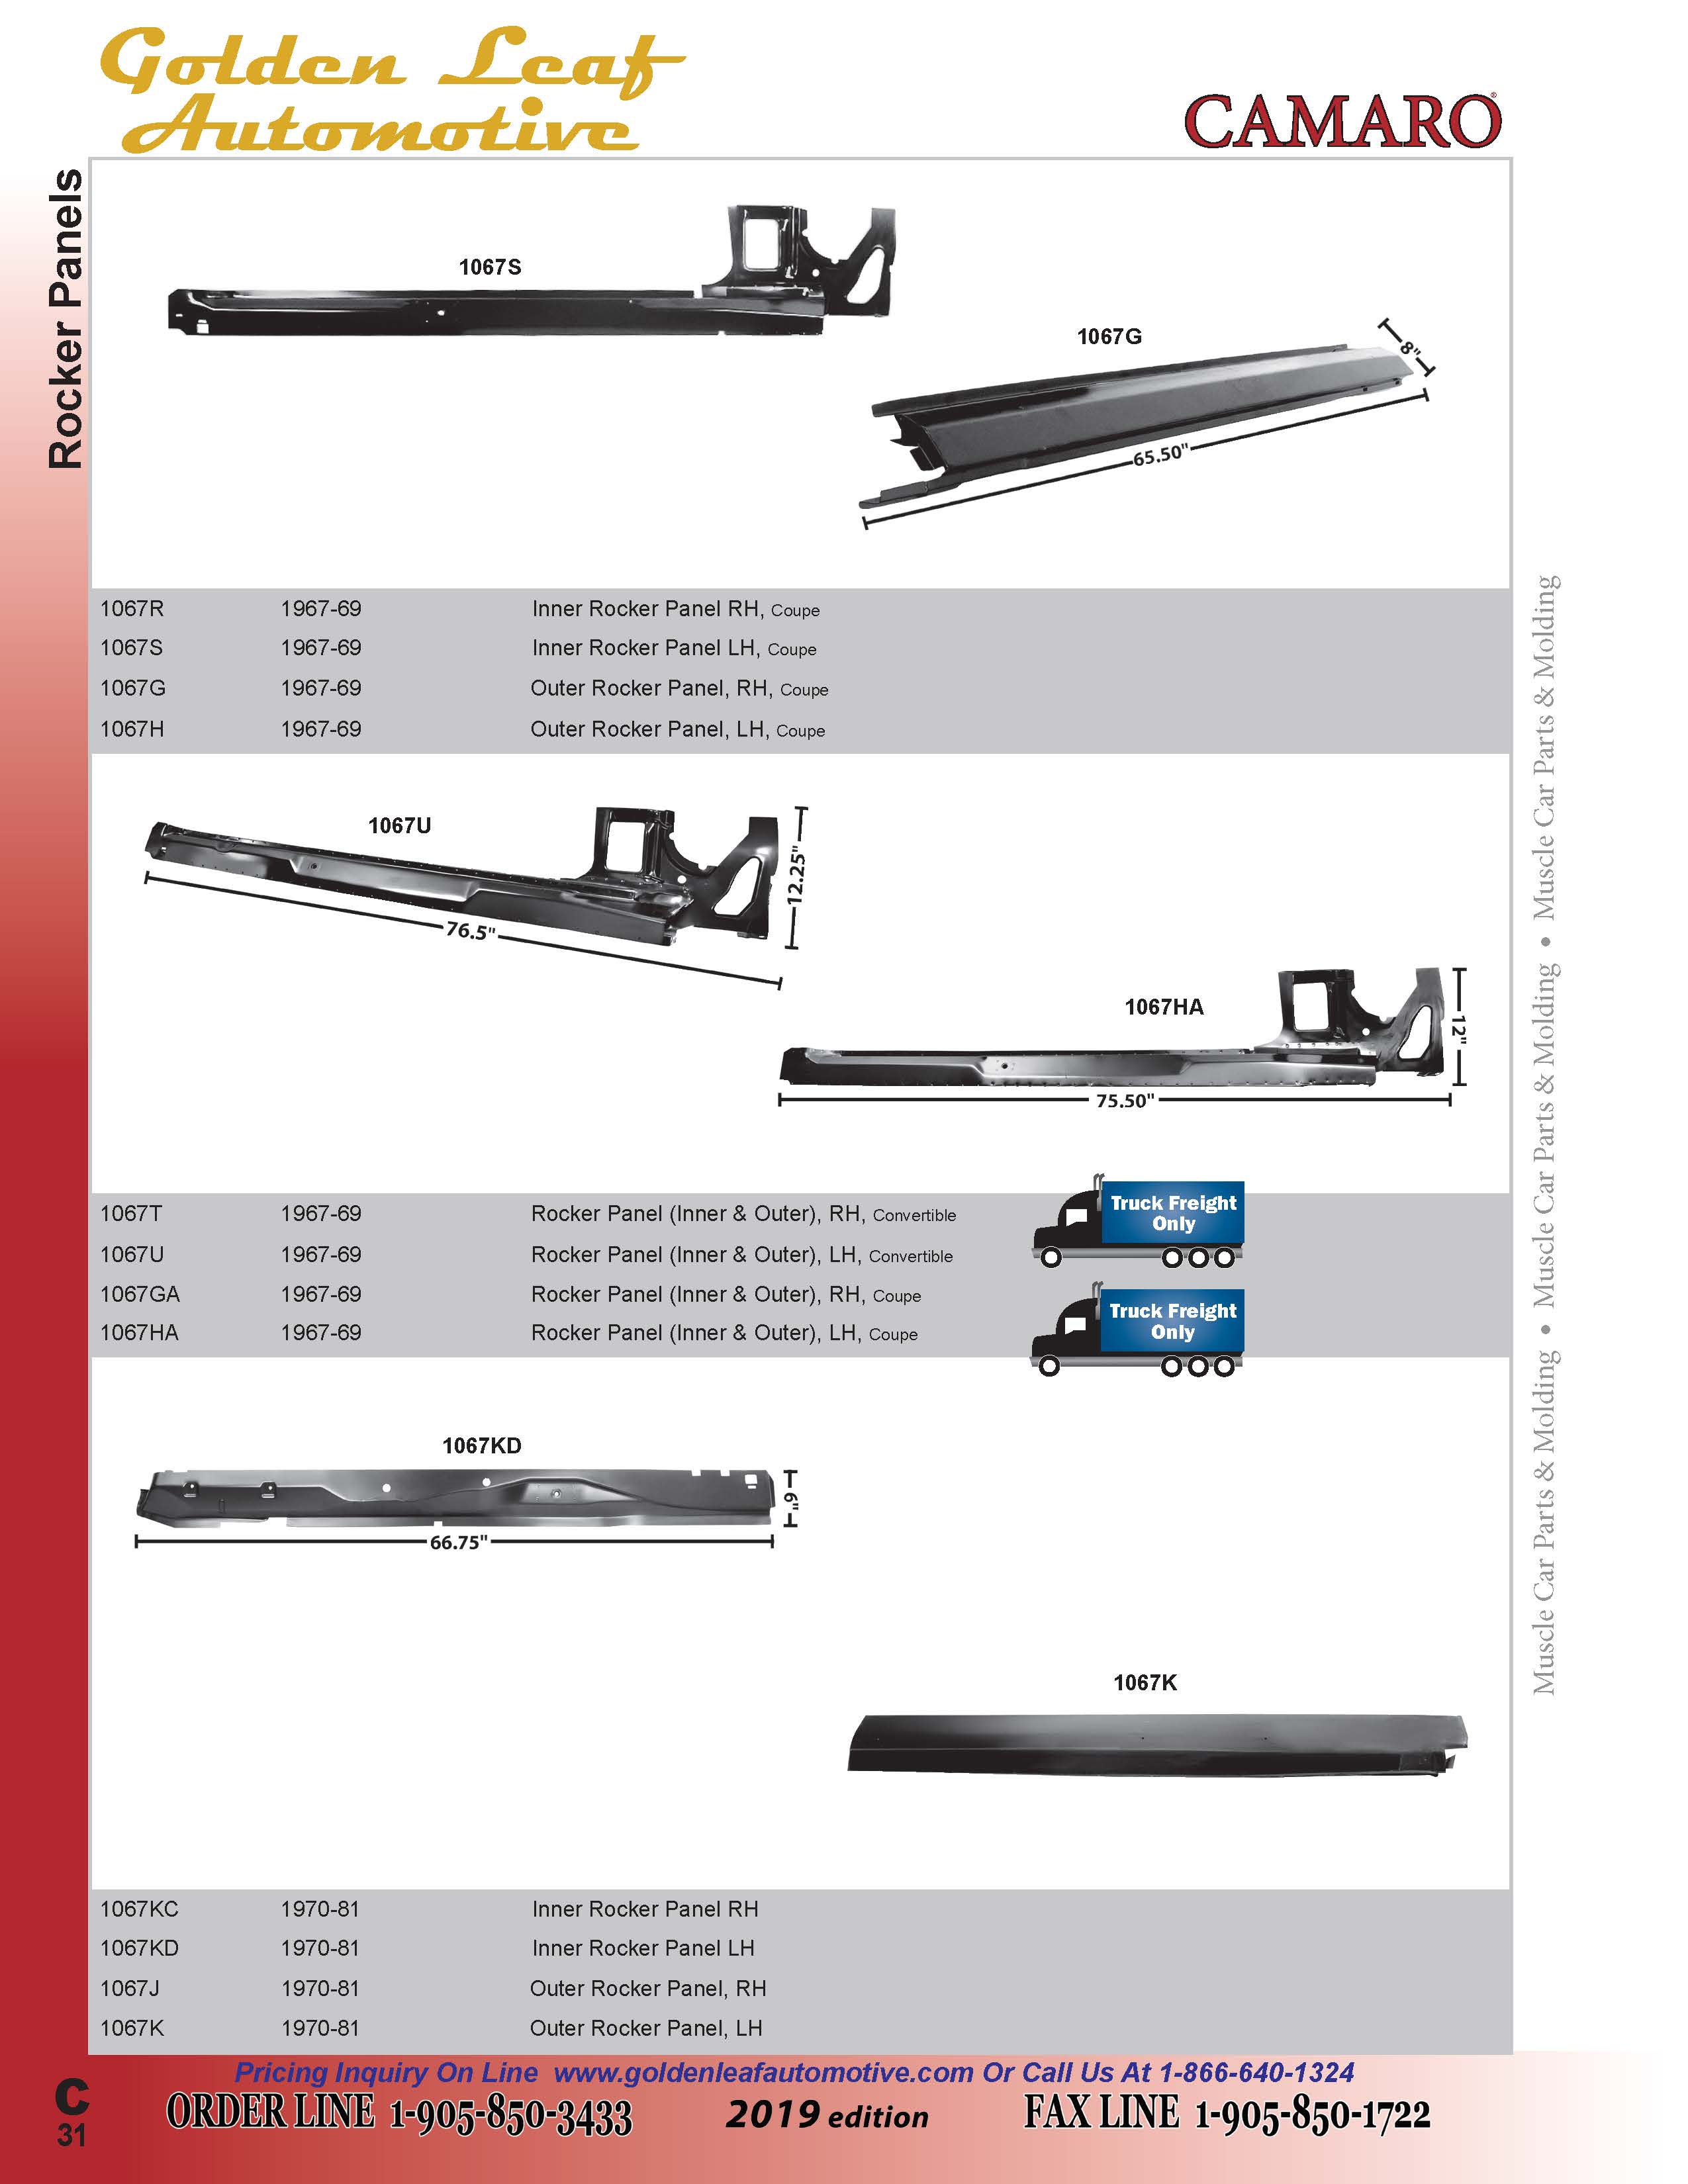 Golden Leaf
Automotive
CAMARO®
Rocker Panels
1067S
1067G
8"
65.50"
1067R 1967-69 Inner Rocker Panel RH, Coupe
1067S 1967-69 Inner Rocker Panel LH, Coupe
1067G 1967-69 Outer Rocker Panel, RH, Coupe
1067H 1967-69 Outer Rocker Panel, LH, Coupe
1067U
12.25"
76.5"
1067HA
12"
75.50"
1067T 1967-69 Rocker Panel (Inner & Outer), RH, Convertible
1067U 1967-69 Rocker Panel (Inner & Outer), LH, Convertible
1067GA 1967-69 Rocker Panel (Inner & Outer), RH, Coupe
1067HA 1967-69 Rocker Panel (Inner & Outer), LH, Coupe
Truck Freight
Only
Truck Freight
Only
1067KD
6"
66.75"
1067K
1067KC 1970-81 Inner Rocker Panel RH
1067KD 1970-81 Inner Rocker Panel LH
1067J 1970-81 Outer Rocker Panel, RH
1067K 1970-81 Outer Rocker Panel, LH
Muscle Car Parts & Molding • Muscle Car Parts & Molding • Muscle Car Parts & Molding
Pricing Inquiry On Line www.goldenleafautomotive.com Or Call Us At 1-866-640-1324
C
31
ORDER LINE 1-905-850-3433 2019 edition FAX LINE 1-905-850-1722